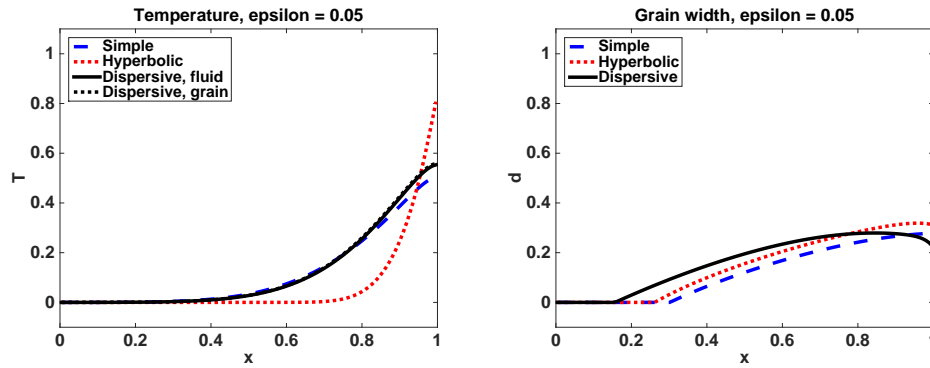 Temperature, epsilon = 0.05
Simple
Hyperbolic
Dispersive, fluid
Dispersive, grain
T
1
0.8
0.6
0.4
0.2
0
0 0.2 0.4 0.6 0.8 1
x
Grain width, epsilon = 0.05
Simple
Hyperbolic
Dispersive
d
1
0.8
0.6
0.4
0.2
0
0 0.2 0.4 0.6 0.8 1
x